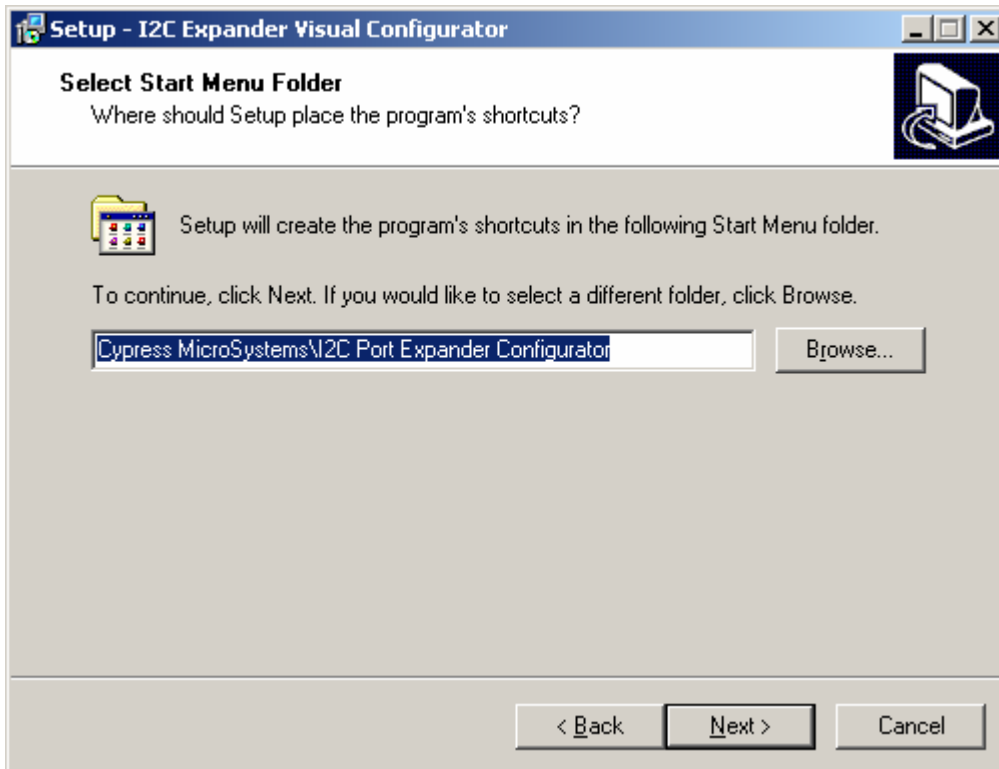 Setup - I2C Expander Visual Configurator
Select Start Menu Folder
Where should Setup place the program's shortcuts?
Setup will create the program's shortcuts in the following Start Menu folder.
To continue, click Next. If you would like to select a different folder, click Browse.
Cypress MicroSystems\I2C Port Expander Configurator
Browse...
< Back
Next >
Cancel